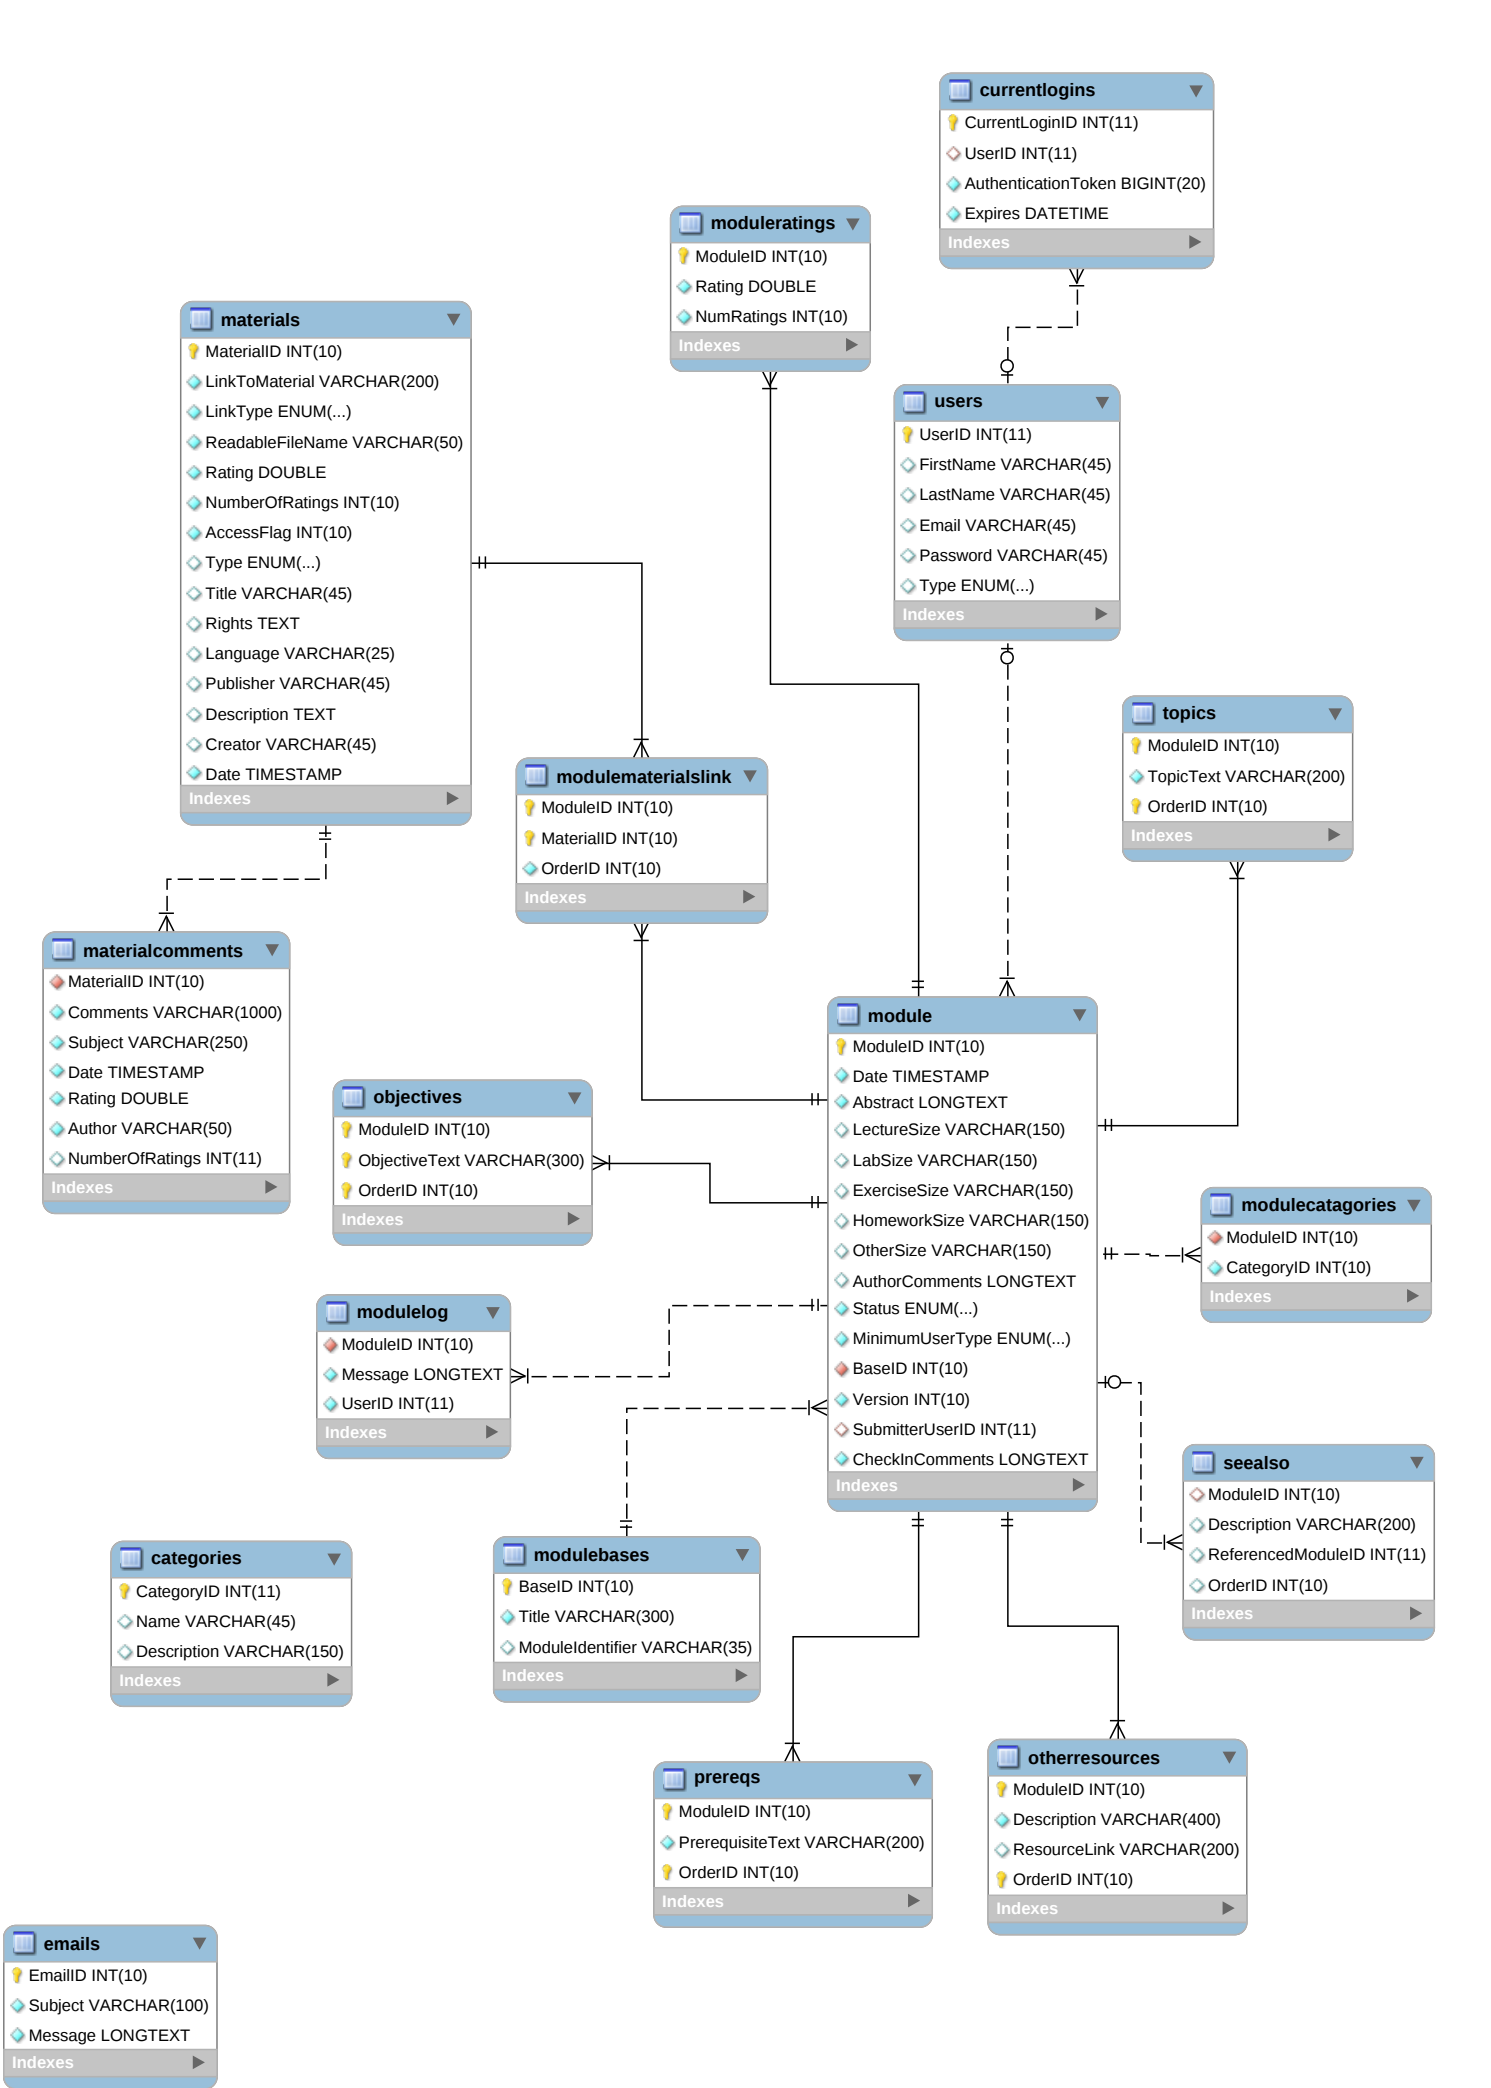 currentlogins
CurrentLoginID INT(11)
UserID INT(11)
AuthenticationToken BIGINT(20)
Expires DATETIME
Indexes
moduleratings
ModuleID INT(10)
Rating DOUBLE
NumRatings INT(10)
Indexes
materials
MaterialID INT(10)
LinkToMaterial VARCHAR(200)
LinkType ENUM(...)
ReadableFileName VARCHAR(50)
Rating DOUBLE
NumberOfRatings INT(10)
AccessFlag INT(10)
Type ENUM(...)
Title VARCHAR(45)
Rights TEXT
Language VARCHAR(25)
Publisher VARCHAR(45)
Description TEXT
Creator VARCHAR(45)
Date TIMESTAMP
Indexes
users
UserID INT(11)
FirstName VARCHAR(45)
LastName VARCHAR(45)
Email VARCHAR(45)
Password VARCHAR(45)
Type ENUM(...)
Indexes
topics
ModuleID INT(10)
TopicText VARCHAR(200)
OrderID INT(10)
Indexes
modulematerialslink
ModuleID INT(10)
MaterialID INT(10)
OrderID INT(10)
Indexes
materialcomments
MaterialID INT(10)
Comments VARCHAR(1000)
Subject VARCHAR(250)
Date TIMESTAMP
Rating DOUBLE
Author VARCHAR(50)
NumberOfRatings INT(11)
Indexes
module
ModuleID INT(10)
Date TIMESTAMP
Abstract LONGTEXT
LectureSize VARCHAR(150)
LabSize VARCHAR(150)
ExerciseSize VARCHAR(150)
HomeworkSize VARCHAR(150)
OtherSize VARCHAR(150)
AuthorComments LONGTEXT
Status ENUM(...)
MinimumUserType ENUM(...)
BaseID INT(10)
Version INT(10)
SubmitterUserID INT(11)
CheckInComments LONGTEXT
Indexes
objectives
ModuleID INT(10)
ObjectiveText VARCHAR(300)
OrderID INT(10)
Indexes
modulecatagories
ModuleID INT(10)
CategoryID INT(10)
Indexes
modulelog
ModuleID INT(10)
Message LONGTEXT
UserID INT(11)
Indexes
seealso
ModuleID INT(10)
Description VARCHAR(200)
ReferencedModuleID INT(11)
OrderID INT(10)
Indexes
categories
CategoryID INT(11)
Name VARCHAR(45)
Description VARCHAR(150)
Indexes
modulebases
BaseID INT(10)
Title VARCHAR(300)
ModuleIdentifier VARCHAR(35)
Indexes
prereqs
ModuleID INT(10)
PrerequisiteText VARCHAR(200)
OrderID INT(10)
Indexes
otherresources
ModuleID INT(10)
Description VARCHAR(400)
ResourceLink VARCHAR(200)
OrderID INT(10)
Indexes
emails
EmailID INT(10)
Subject VARCHAR(100)
Message LONGTEXT
Indexes